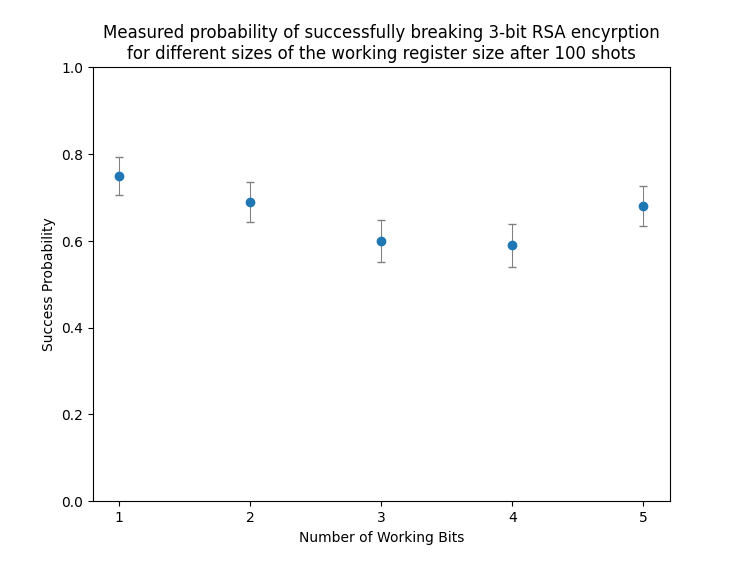 Measured probability of successfully breaking 3-bit RSA encyrption
for different sizes of the working register size after 100 shots
1.0
0.8
0.6
0.4
0.2
0.0
Success Probability
1 2 3 4 5
Number of Working Bits